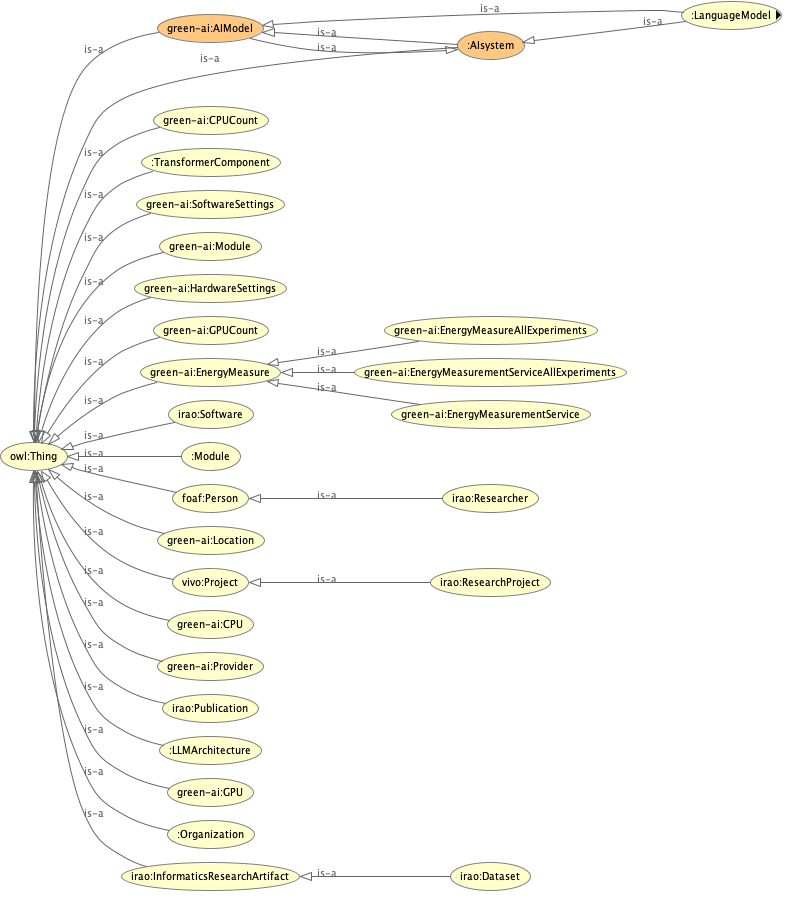 is-a
:LanguageModel
green-ai:AIModel
is-a
is-a
:AIsystem
is-a
is-a
is-a
is-a
green-ai:CPUCount
is-a
:TransformerComponent
is-a
green-ai:SoftwareSettings
is-a
green-ai:Module
is-a
green-ai:HardwareSettings
is-a
green-ai:GPUCount
green-ai:EnergyMeasureAllExperiments
is-a
is-a
green-ai:EnergyMeasure
is-a
green-ai:EnergyMeasurementServiceAllExperiments
is-a
is-a
irao:Software
green-ai:EnergyMeasurementService
is-a
owl:Thing
is-a
:Module
is-a
foaf:Person
is-a
irao:Researcher
is-a
green-ai:Location
is-a
vivo:Project
is-a
irao:ResearchProject
is-a
green-ai:CPU
is-a
green-ai:Provider
is-a
irao:Publication
is-a
:LLMArchitecture
is-a
green-ai:GPU
is-a
:Organization
irao:InformaticsResearchArtifact
is-a
irao:Dataset